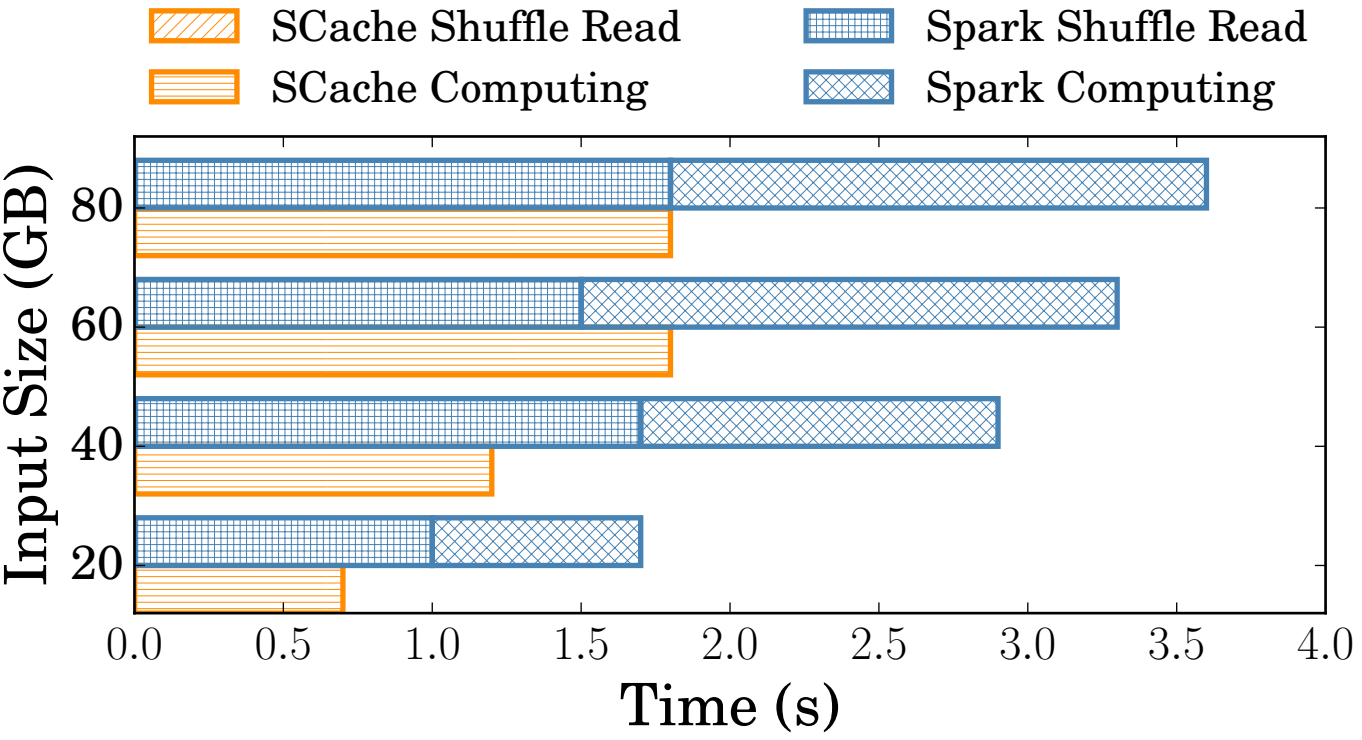 SCache Shuffle Read
Spark Shuffle Read
SCache Computing
Spark Computing
Input Size (GB)
80
60
40
20
0.0 0.5 1.0 1.5 2.0 2.5 3.0 3.5 4.0
Time (s)